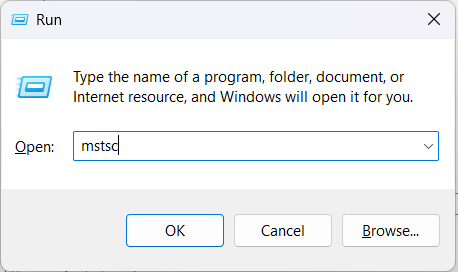 Run
Type the name of a program, folder, document, or
Internet resource, and Windows will open it for you.
Open: mstsc
OK Cancel Browse...